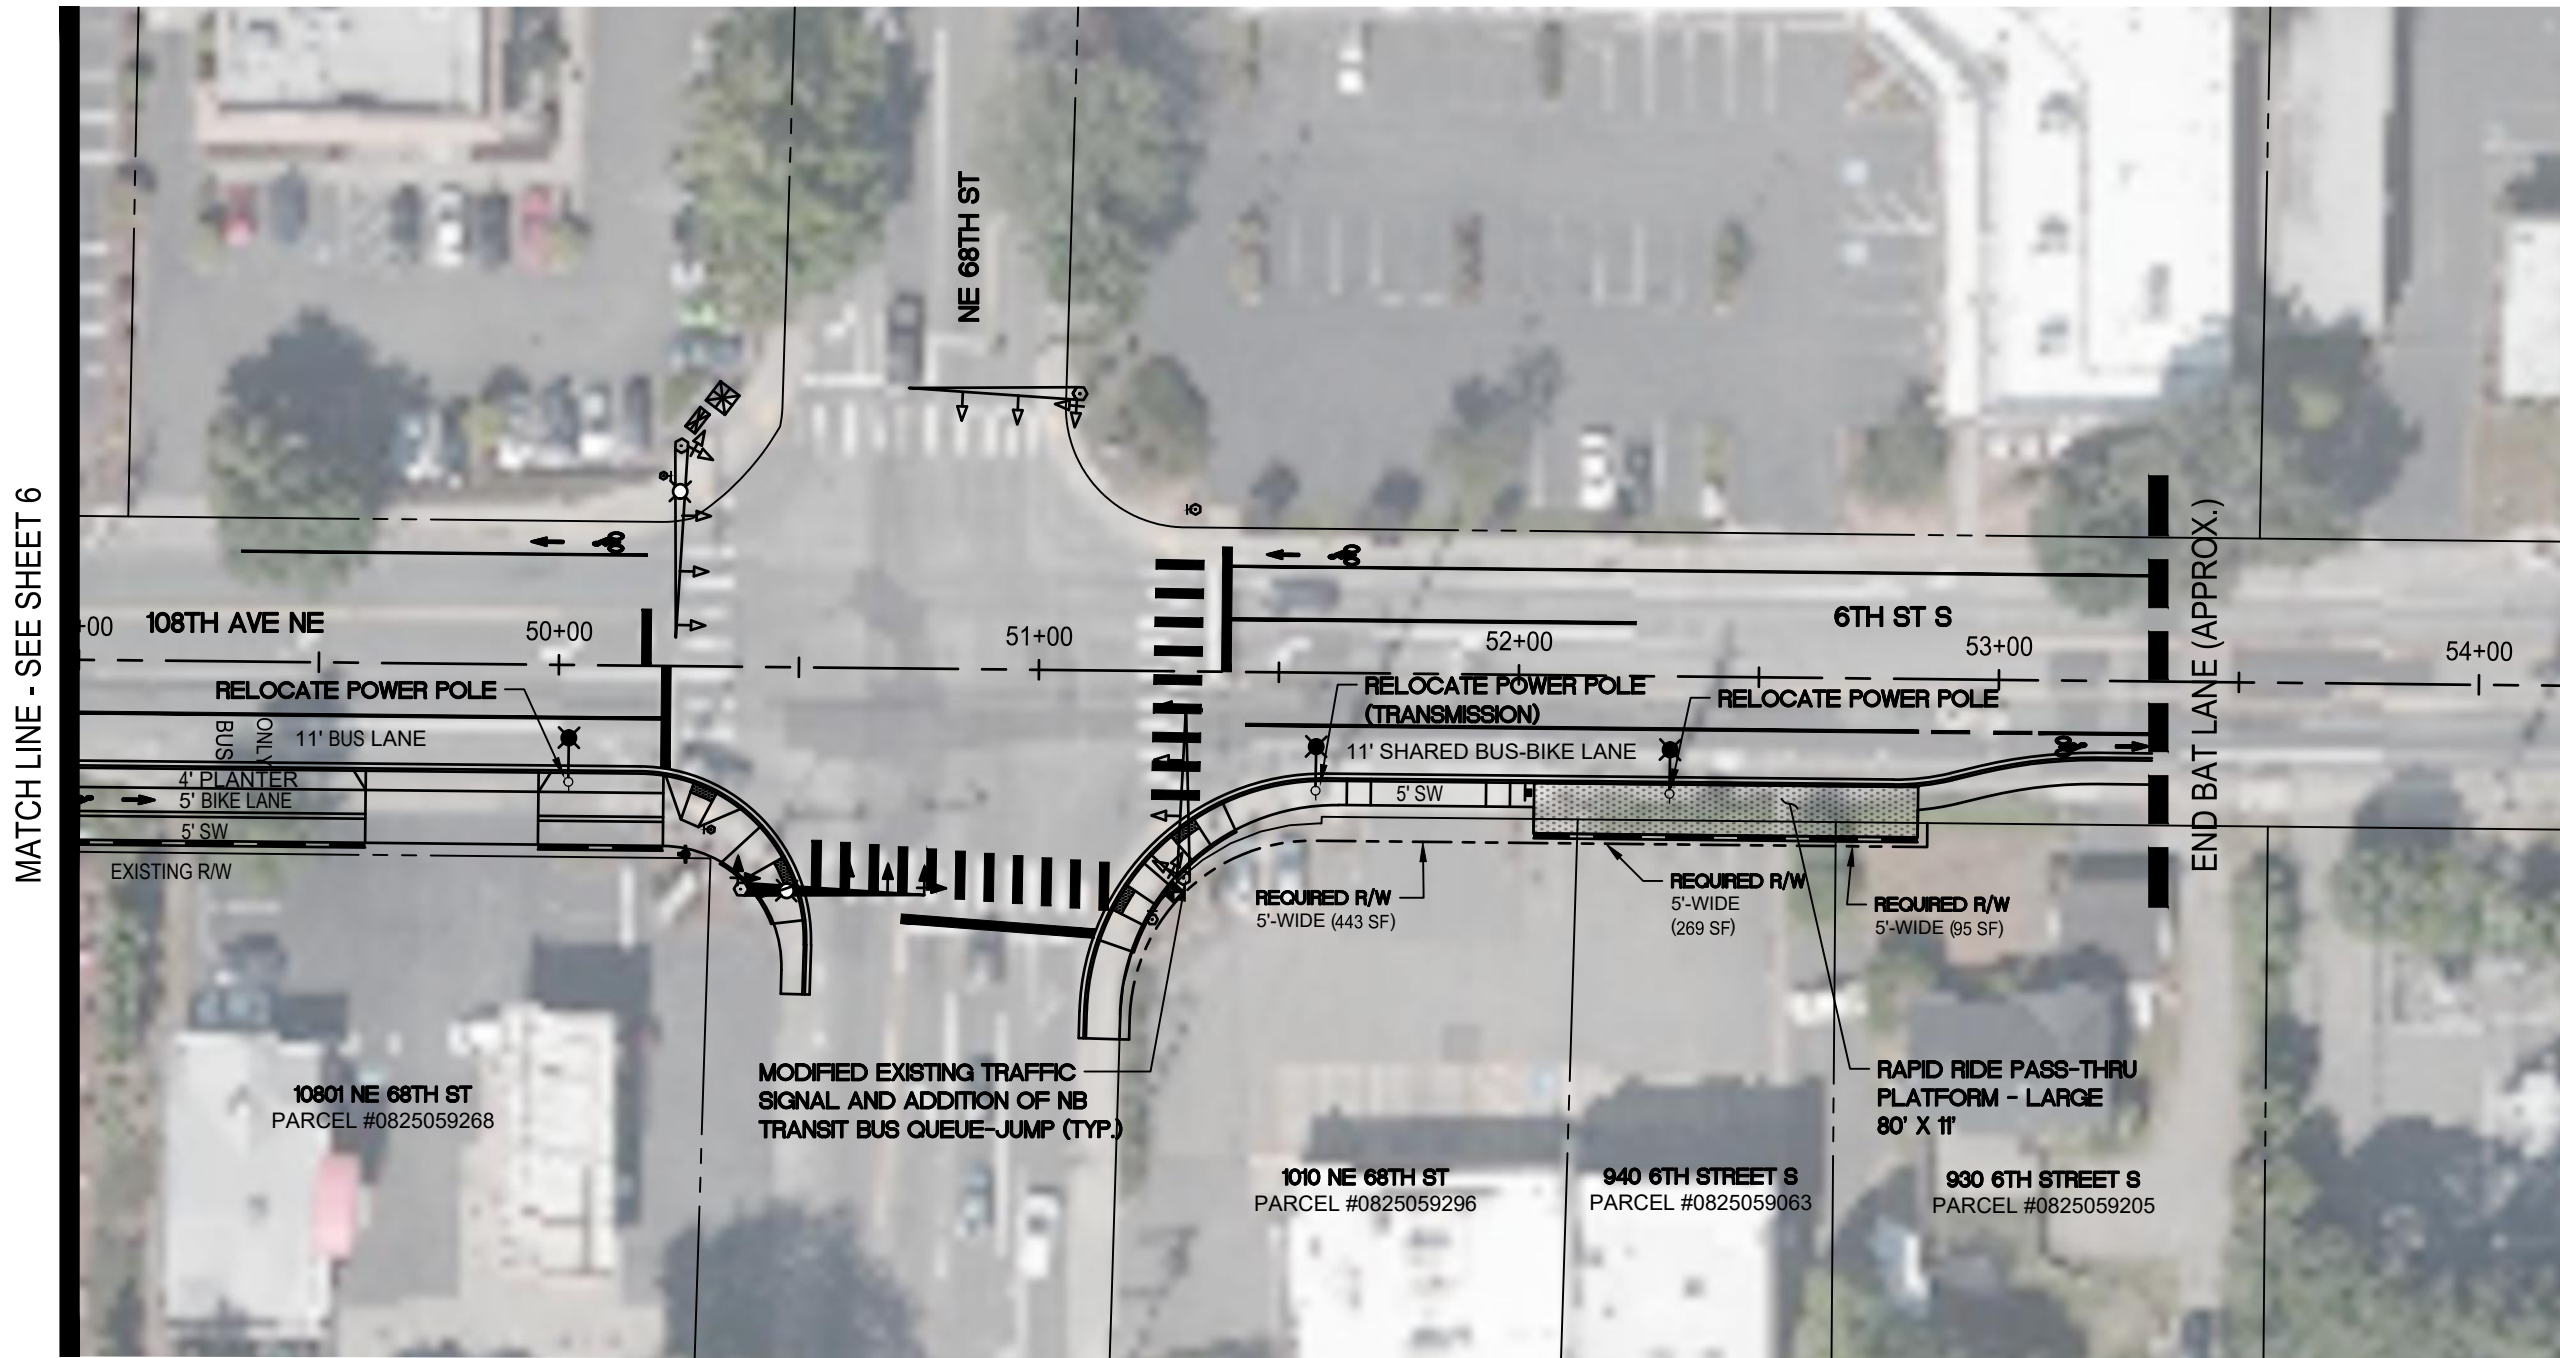 MATCH LINE - SEE SHEET 6
NE 68TH ST
108TH AVE NE
6TH ST S
+00
50+00
51+00
52+00
53+00
54+00
RELOCATE POWER POLE
RELOCATE POWER POLE
(TRANSMISSION)
RELOCATE POWER POLE
BUS
ONLY
11' BUS LANE
11' SHARED BUS-BIKE LANE
4' PLANTER
5' BIKE LANE
5' SW
5' SW
EXISTING R/W
END BAT LANE (APPROX.)
REQUIRED R/W
5'-WIDE (443 SF)
REQUIRED R/W
5'-WIDE
(269 SF)
REQUIRED R/W
5'-WIDE (95 SF)
MODIFIED EXISTING TRAFFIC
SIGNAL AND ADDITION OF NB
TRANSIT BUS QUEUE-JUMP (TYP.)
RAPID RIDE PASS-THRU
PLATFORM - LARGE
80' X 11'
10801 NE 68TH ST
PARCEL #0825059268
1010 NE 68TH ST
PARCEL #0825059296
940 6TH STREET S
PARCEL #0825059063
930 6TH STREET S
PARCEL #0825059205